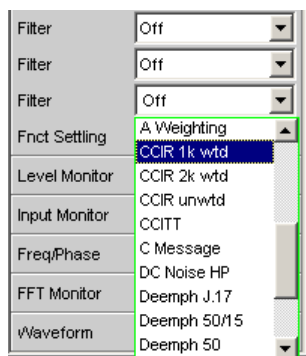 Filter Off
Filter Off
Filter Off
Fnct Settling A Weighting
CCIR 1k wtd
Level Monitor CCIR 2k wtd
CCIR unwtd
Input Monitor CCITT
C Message
Freq/Phase DC Noise HP
FFT Monitor Deemph J.17
Deemph 50/15
Waveform Deemph 50